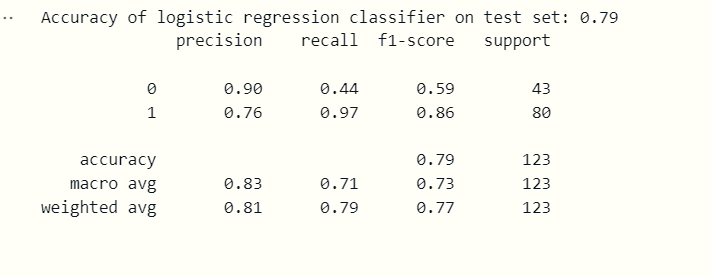 Accuracy of logistic regression classifier on test set: 0.79
precision recall f1-score support
0 0.90 0.44 0.59 43
1 0.76 0.97 0.86 80
accuracy 0.79 123
macro avg 0.83 0.71 0.73 123
weighted avg 0.81 0.79 0.77 123